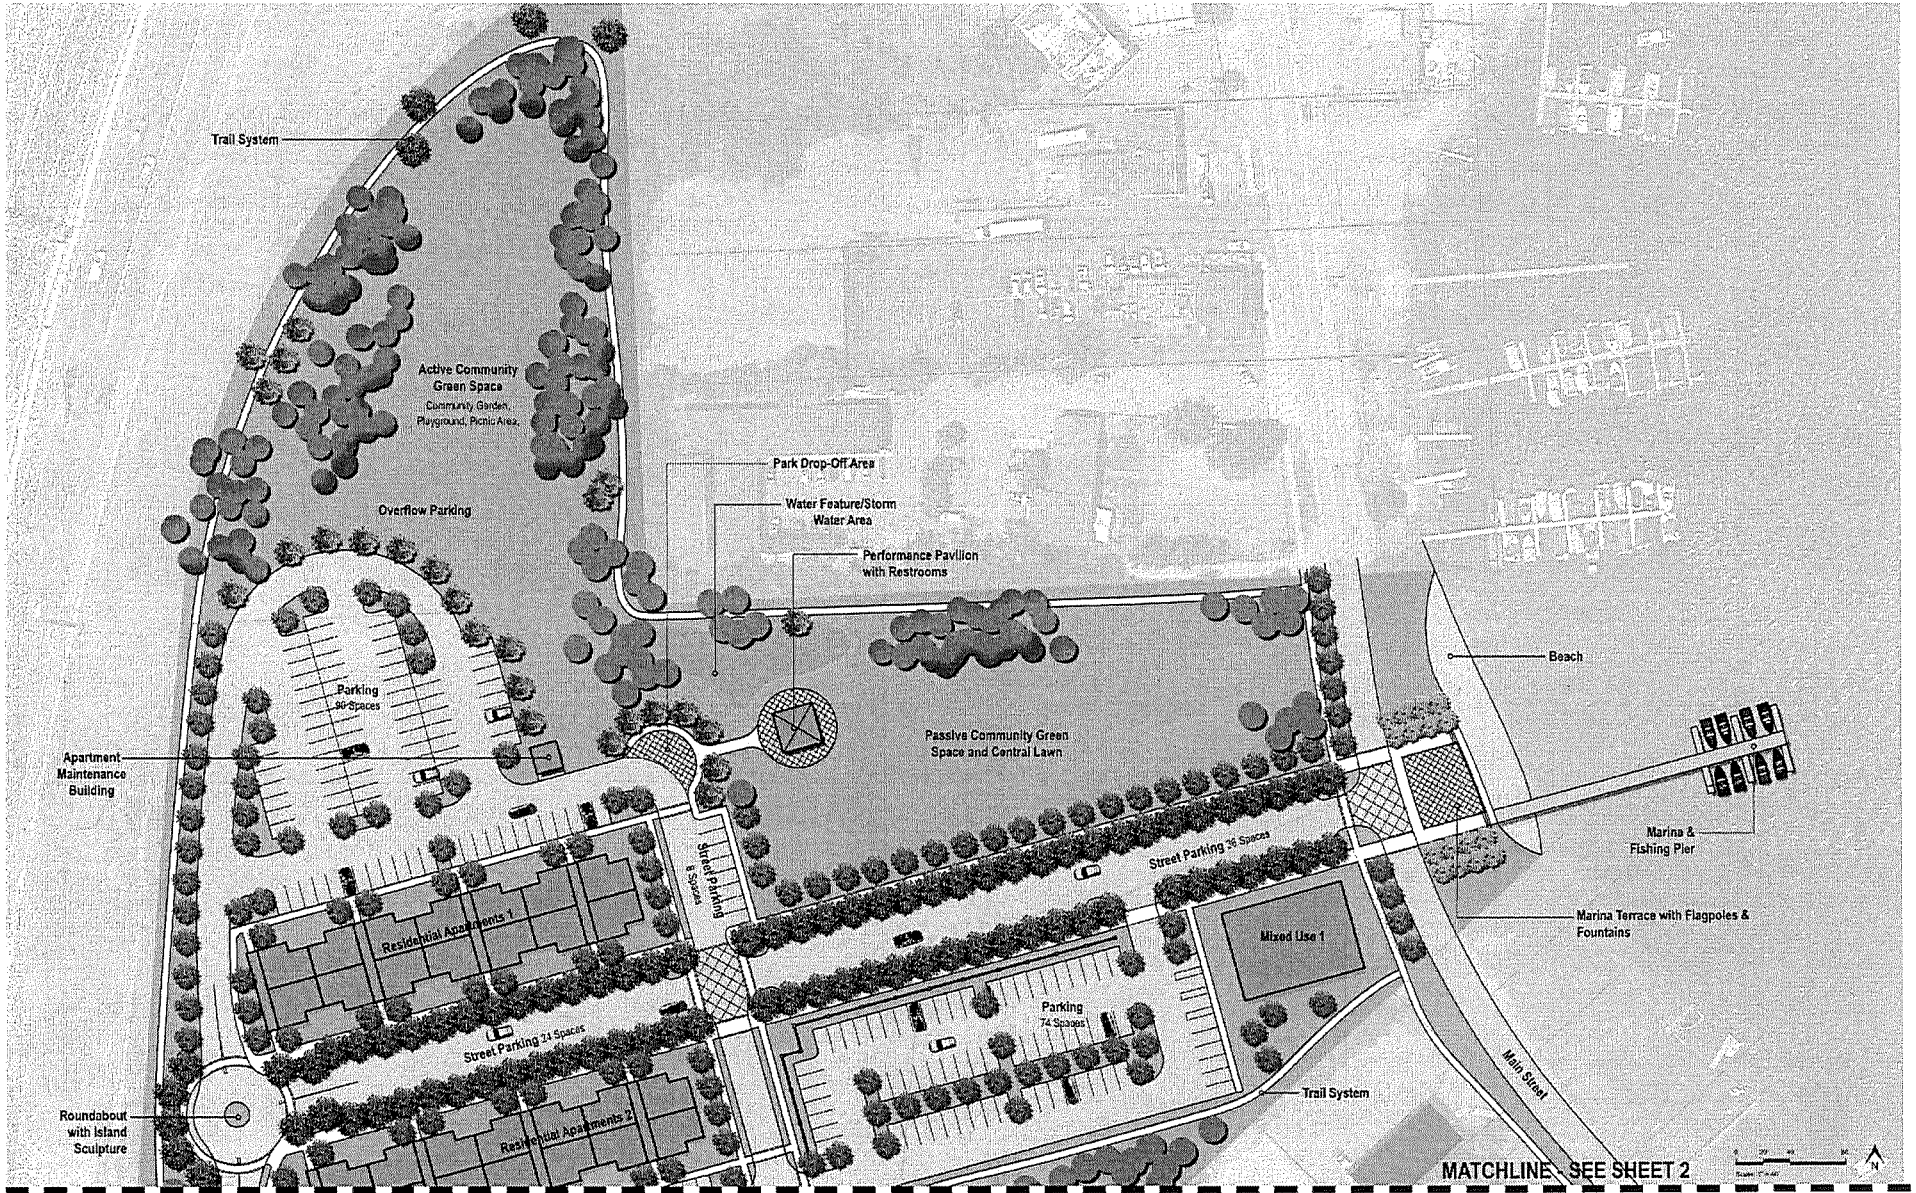 Trail System
Active Community
Green Space
Community Garden,
Playground, Picnic Area,
Park Drop-Off Area
Water Feature/Storm
Water Area
Overflow Parking
Performance Pavilion
with Restrooms
Beach
Parking
90 Spaces
Passive Community Green
Space and Central Lawn
Apartment
Maintenance
Building
Marina &
Fishing Pier
Street Parking 26 Spaces
Street Parking
8 Spaces
Marina Terrace with Flagpoles &
Fountains
Residential Apartments 1
Mixed Use 1
Parking
74 Spaces
Street Parking 24 Spaces
Main Street
Trail System
Roundabout
with Island
Sculpture
Residential Apartments 2
MATCHLINE - SEE SHEET 2
N